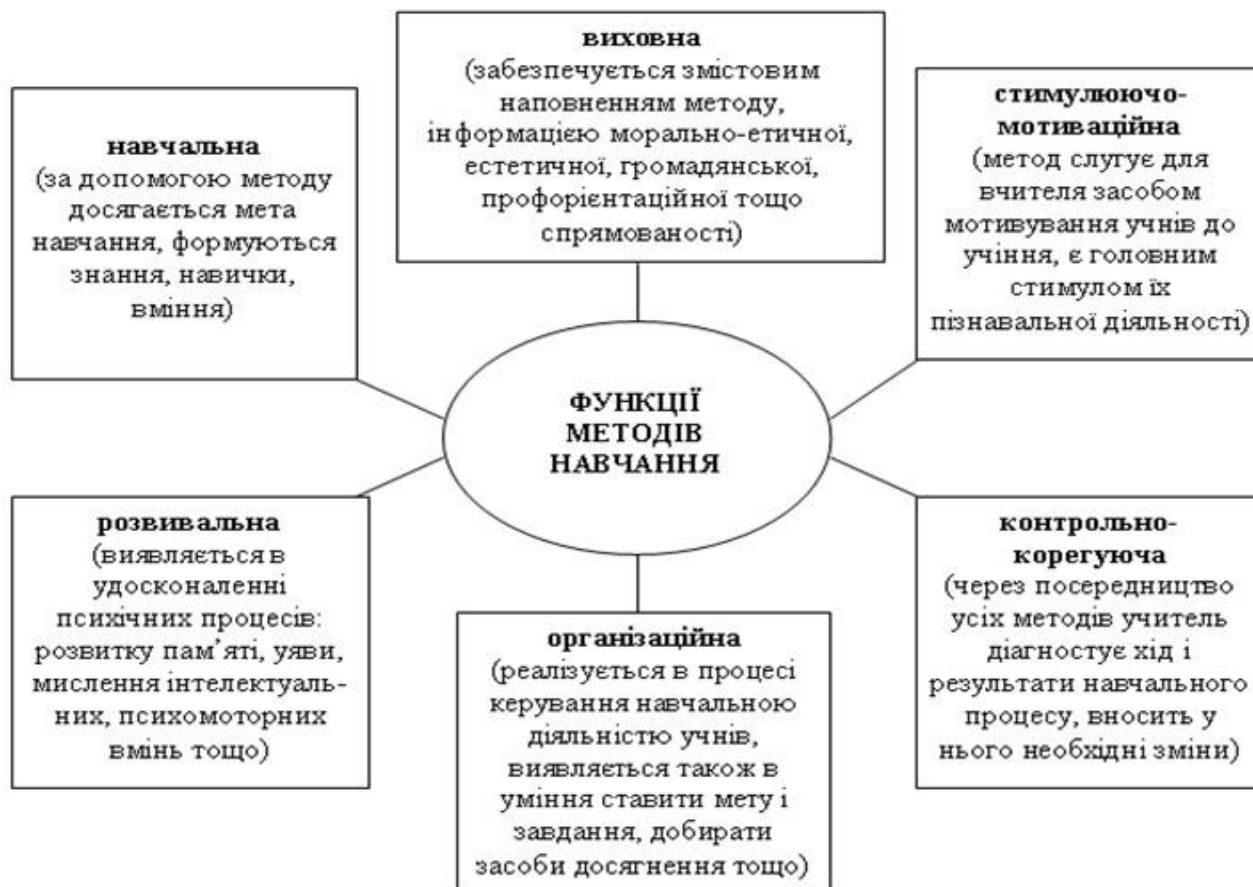 виховна
(забезпечується змістовим
наповненням методу,
інформацією морально-етичної,
естетичної, громадянської,
профорієнтаційної тощо
спрямованості)
навчальна
(за допомогою методу
досягається мета
навчання, формуються
знання, навички,
вміння)
стимулюючо-
мотиваційна
(метод слугує для
вчителя засобом
мотивування учнів до
учіння, є головним
стимулом їх
пізнавальної діяльності)
ФУНКЦІЇ
МЕТОДІВ
НАВЧАННЯ
розвивальна
(виявляється в
удосконаленні
психічних процесів:
розвитку пам’яті, уяви,
мислення інтелектуаль-
них, психомоторних
вмінь тощо)
організаційна
(реалізується в процесі
керування навчальною
діяльністю учнів,
виявляється також в
уміння ставити мету і
завдання, добирати
засоби досягнення тощо)
контрольно-
корегуюча
(через посередництво
усіх методів учитель
діагностує хід і
результати навчального
процесу, вносить у
нього необхідні зміни)